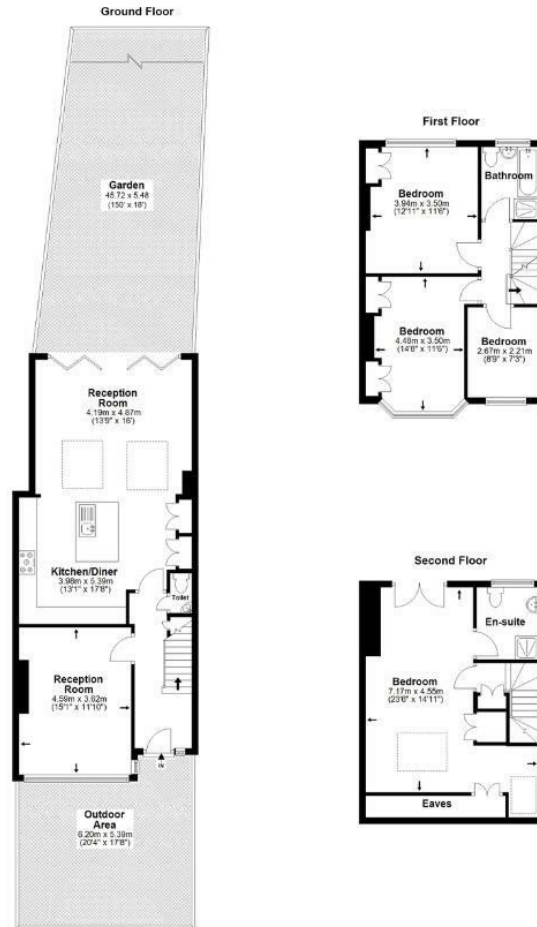 Ground Floor
Garden
45.72 x 5.48
(150' x 18')
Reception
Room
4.19m x 4.87m
(13'9" x 16')
Kitchen/Diner
3.98m x 5.39m
(13'1" x 17'8")
Toilet
Reception
Room
4.59m x 3.62m
(15'1" x 11'10")
IN
Outdoor
Area
6.20m x 5.39m
(20'4" x 17'8")
First Floor
Bathroom
Bedroom
3.94m x 3.50m
(12'11" x 11'6")
Bedroom
4.48m x 3.50m
(14'8" x 11'6")
Bedroom
2.67m x 2.21m
(8'9" x 7'3")
Second Floor
En-suite
Bedroom
7.17m x 4.55m
(23'6" x 14'11")
Eaves